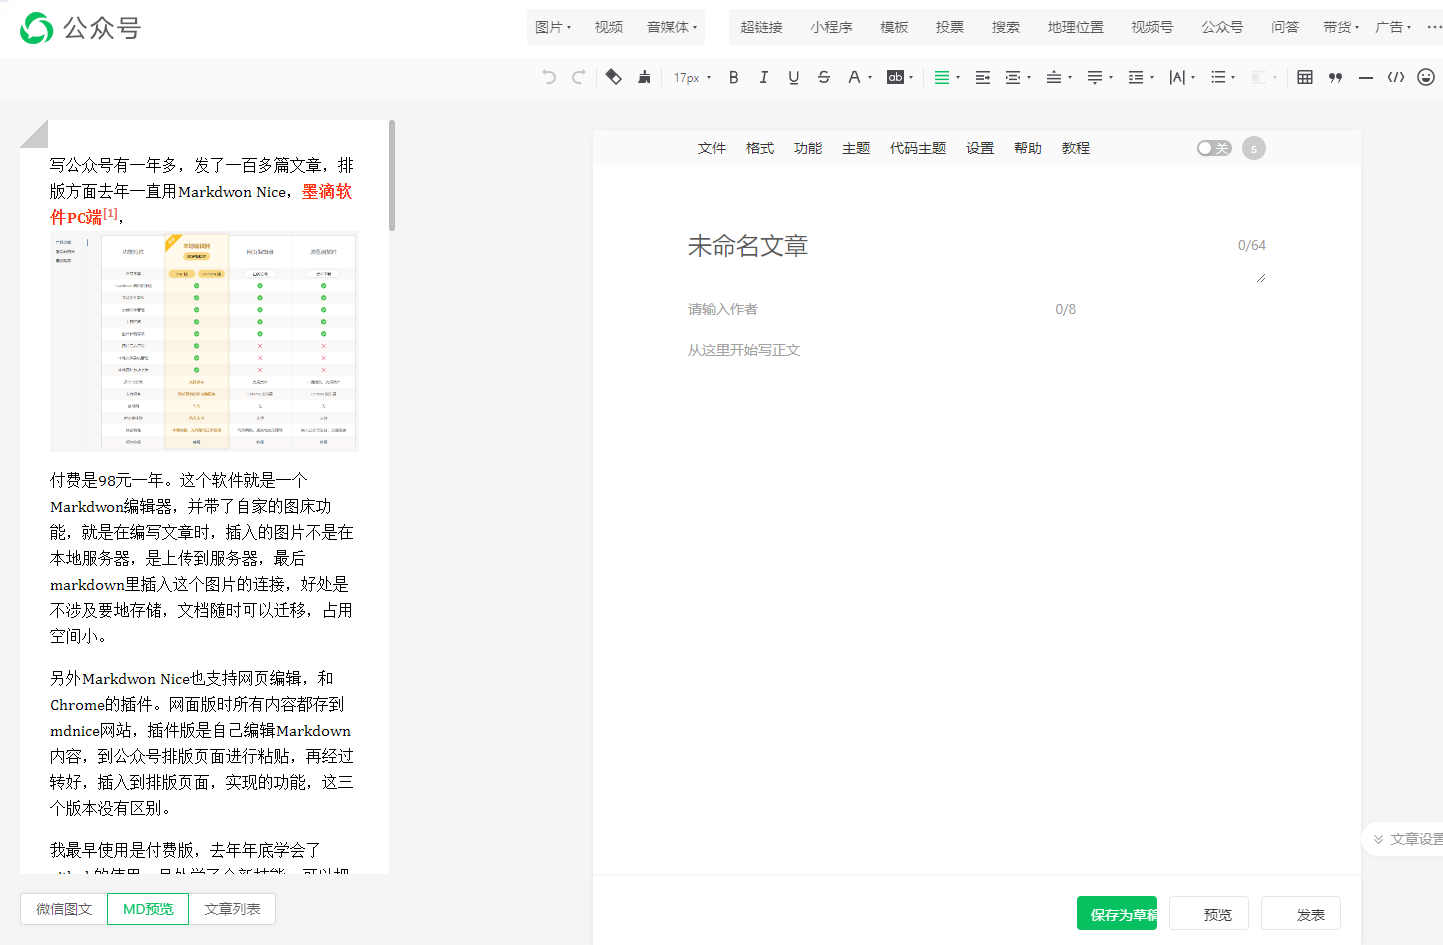 公众号
图片 视频 音媒体 超链接 小程序 模板 投票 搜索 地理位置 视频号 公众号 问答 带货 广告
17px
写公众号有一年多，发了一百多篇文章，排
版方面去年一直用Markdwon Nice，墨滴软
件PC端[1]，
付费是98元一年。这个软件就是一个
Markdwon编辑器，并带了自家的图床功
能，就是在编写文章时，插入的图片不是在
本地服务器，是上传到服务器，最后
markdown里插入这个图片的连接，好处是
不涉及要地存储，文档随时可以迁移，占用
空间小。
另外Markdwon Nice也支持网页编辑，和
Chrome的插件。网面版时所有内容都存到
mdnice网站，插件版是自己编辑Markdown
内容，到公众号排版页面进行粘贴，再经过
转好，插入到排版页面，实现的功能，这三
个版本没有区别。
我最早使用是付费版，去年年底学会了
微信图文 MD预览 文章列表
文件 格式 功能 主题 代码主题 设置 帮助 教程 关 s
未命名文章 0/64
请输入作者 0/8
从这里开始写正文
文章设置
保存为草稿 预览 发表